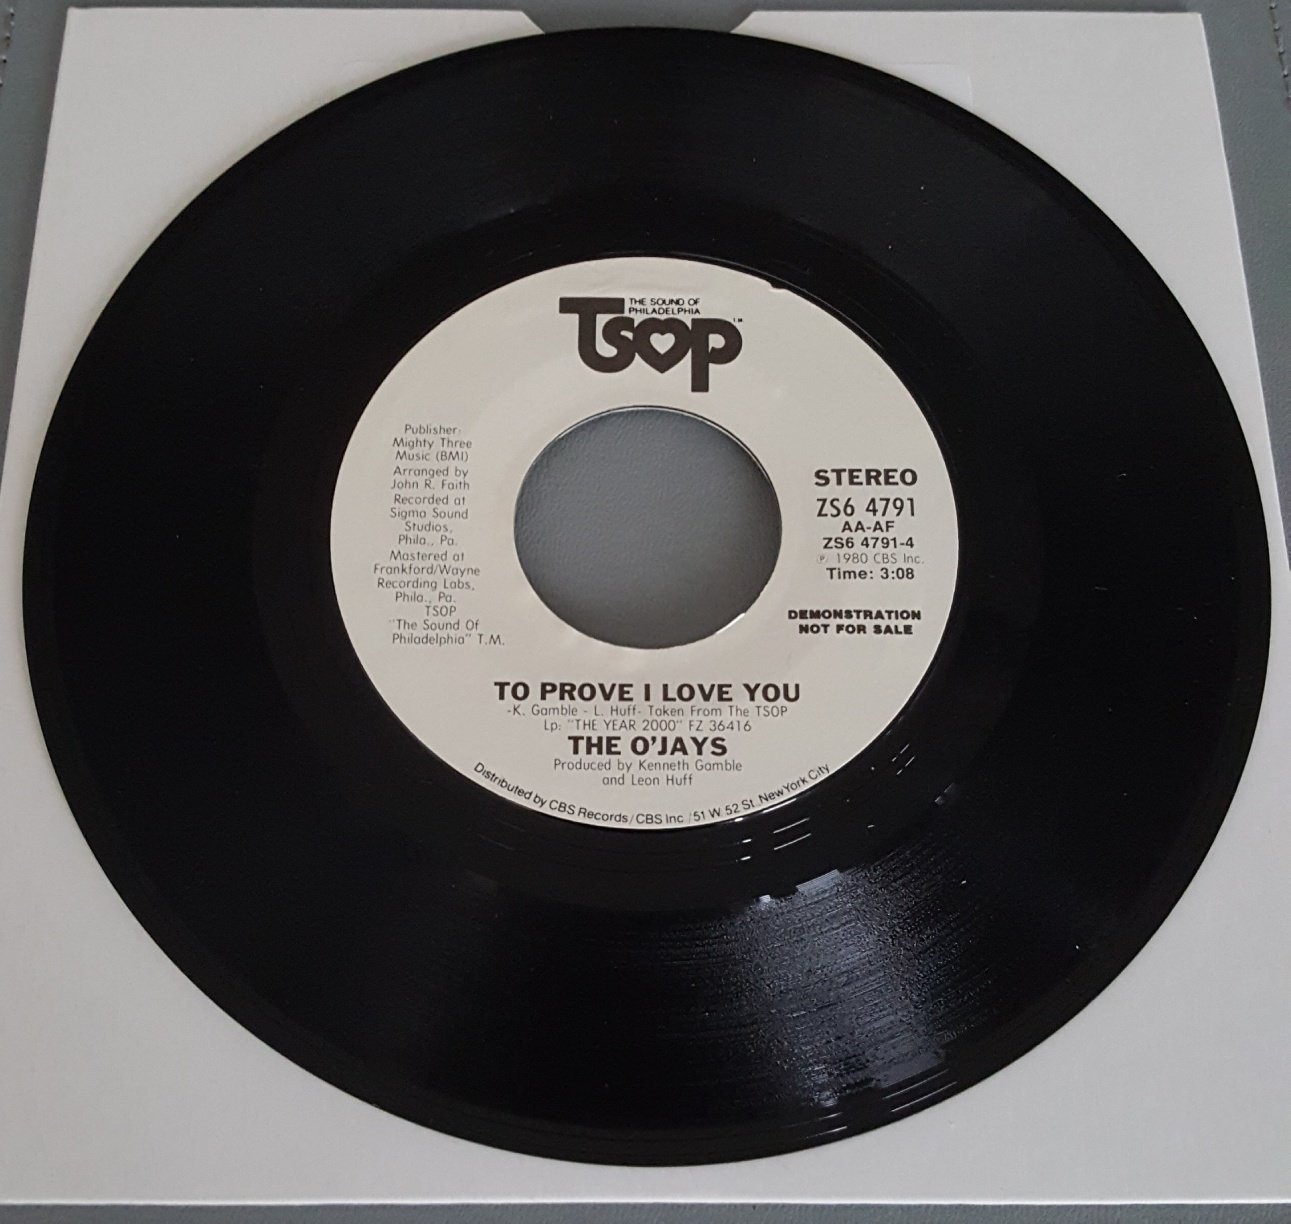 THE SOUND OF
PHILADELPHIA
TSOP™
Publisher:
Mighty Three
Music (BMI)
Arranged by
John R. Faith
Recorded at
Sigma Sound
Studios,
Phila., Pa.
Mastered at
Frankford/Wayne
Recording Labs,
Phila., Pa.
TSOP
"The Sound Of
Philadelphia" T.M.
STEREO
ZS6 4791
AA-AF
ZS6 4791-4
℗ 1980 CBS Inc.
Time: 3:08
DEMONSTRATION
NOT FOR SALE
TO PROVE I LOVE YOU
-K. Gamble - L. Huff- Taken From The TSOP
Lp: "THE YEAR 2000" FZ 36416
THE O'JAYS
Produced by Kenneth Gamble
and Leon Huff
Distributed by CBS Records/CBS Inc./51 W. 52 St., New York City